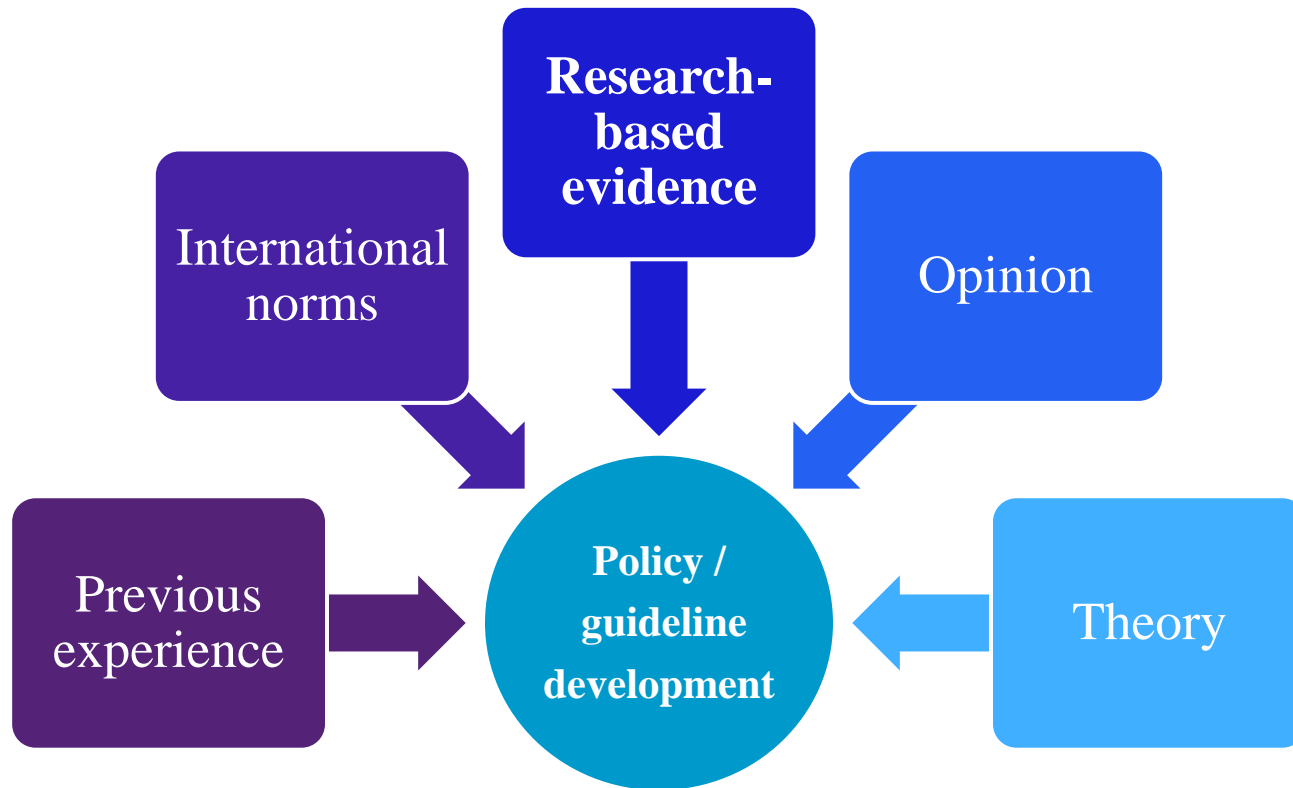 Research-
based
evidence
International
norms
Opinion
Previous
experience
Policy /
guideline
development
Theory